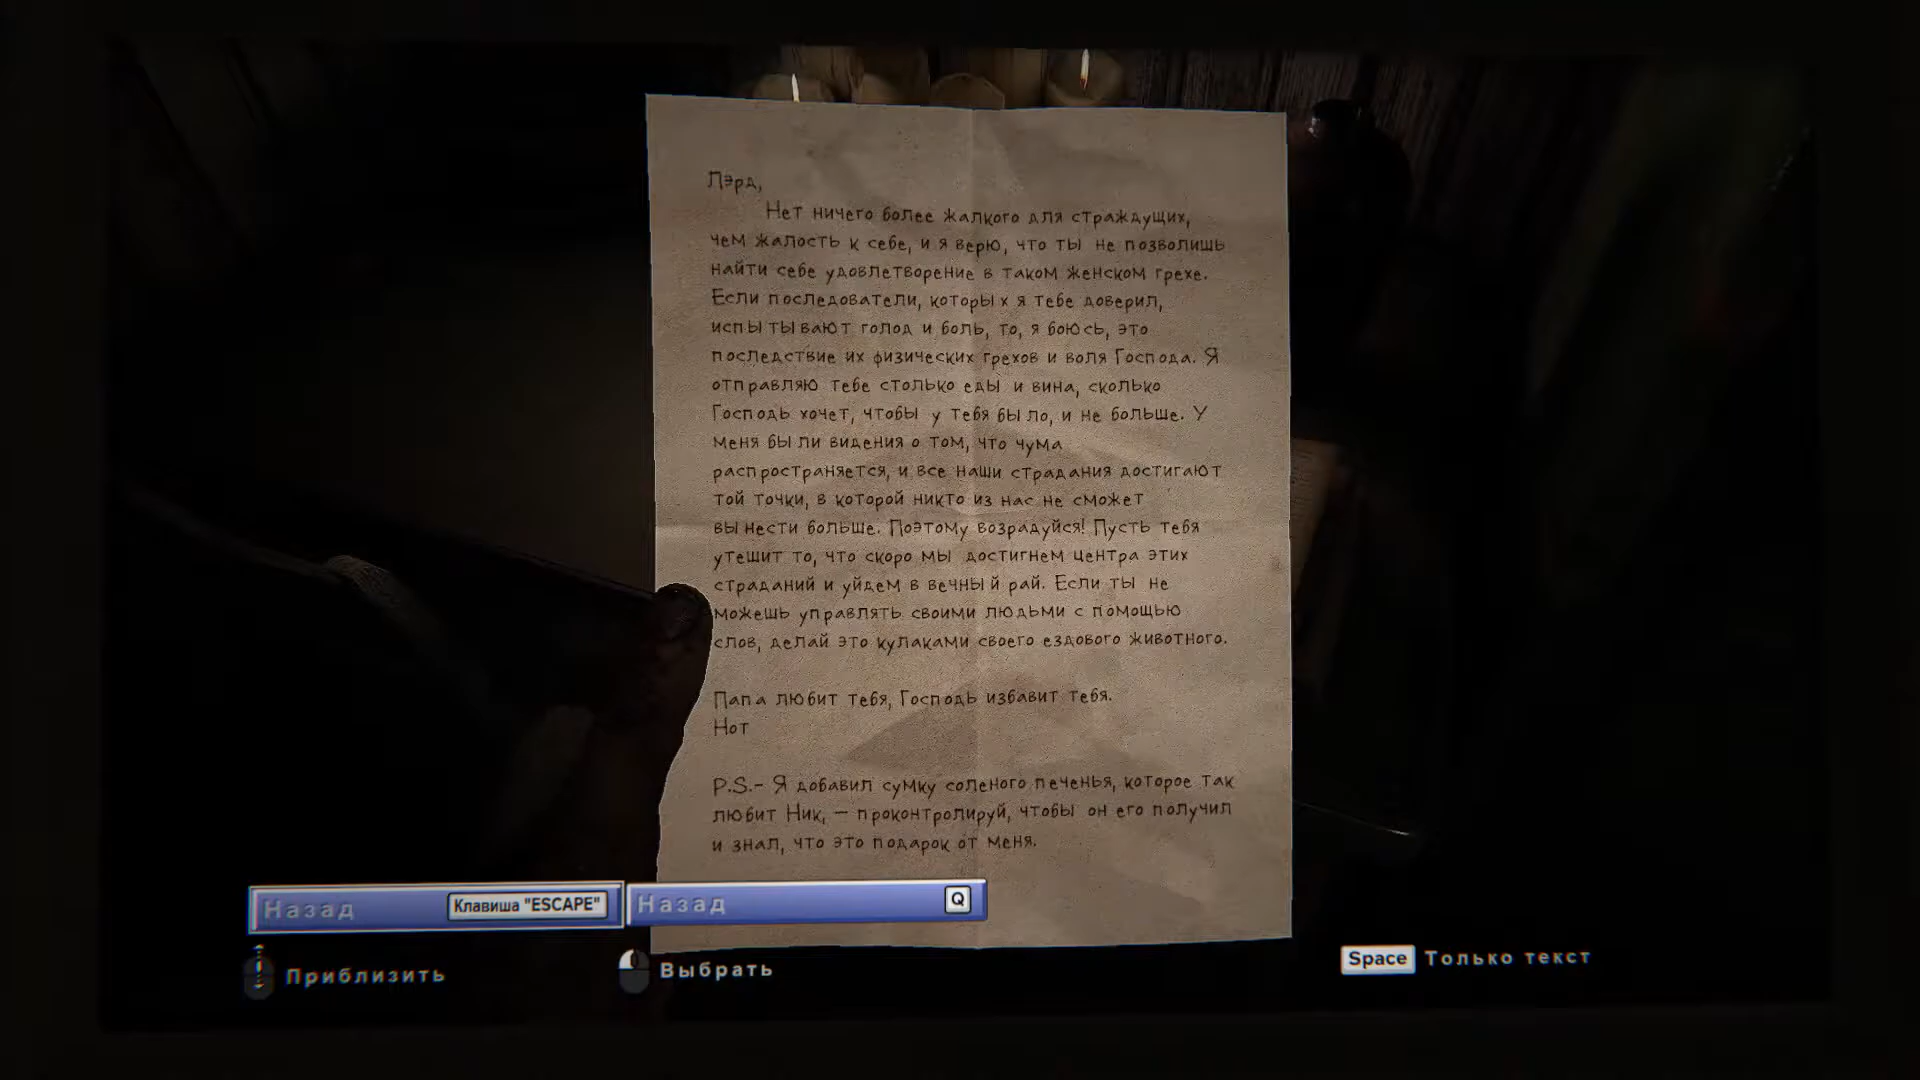 Лэрд,
Нет ничего более жалкого для страждущих,
чем жалость к себе, и я верю, что ты не позволишь
найти себе удовлетворение в таком женском грехе.
Если последователи, которых я тебе доверил,
испытывают голод и боль, то, я боюсь, это
последствие их физических грехов и воля Господа. Я
отправляю тебе столько еды и вина, сколько
Господь хочет, чтобы у тебя было, и не больше. У
меня были видения о том, что чума
распространяется, и все наши страдания достигают
той точки, в которой никто из нас не сможет
вынести больше. Поэтому возрадуйся! Пусть тебя
утешит то, что скоро мы достигнем центра этих
страданий и уйдем в вечный рай. Если ты не
можешь управлять своими людьми с помощью
слов, делай это кулаками своего ездового животного.
Папа любит тебя, Господь избавит тебя.
Нот
P.S.- Я добавил сумку соленого печенья, которое так
любит Ник, — проконтролируй, чтобы он его получил
и знал, что это подарок от меня.
Назад Клавиша "ESCAPE" Назад Q
Приблизить Выбрать Space Только текст